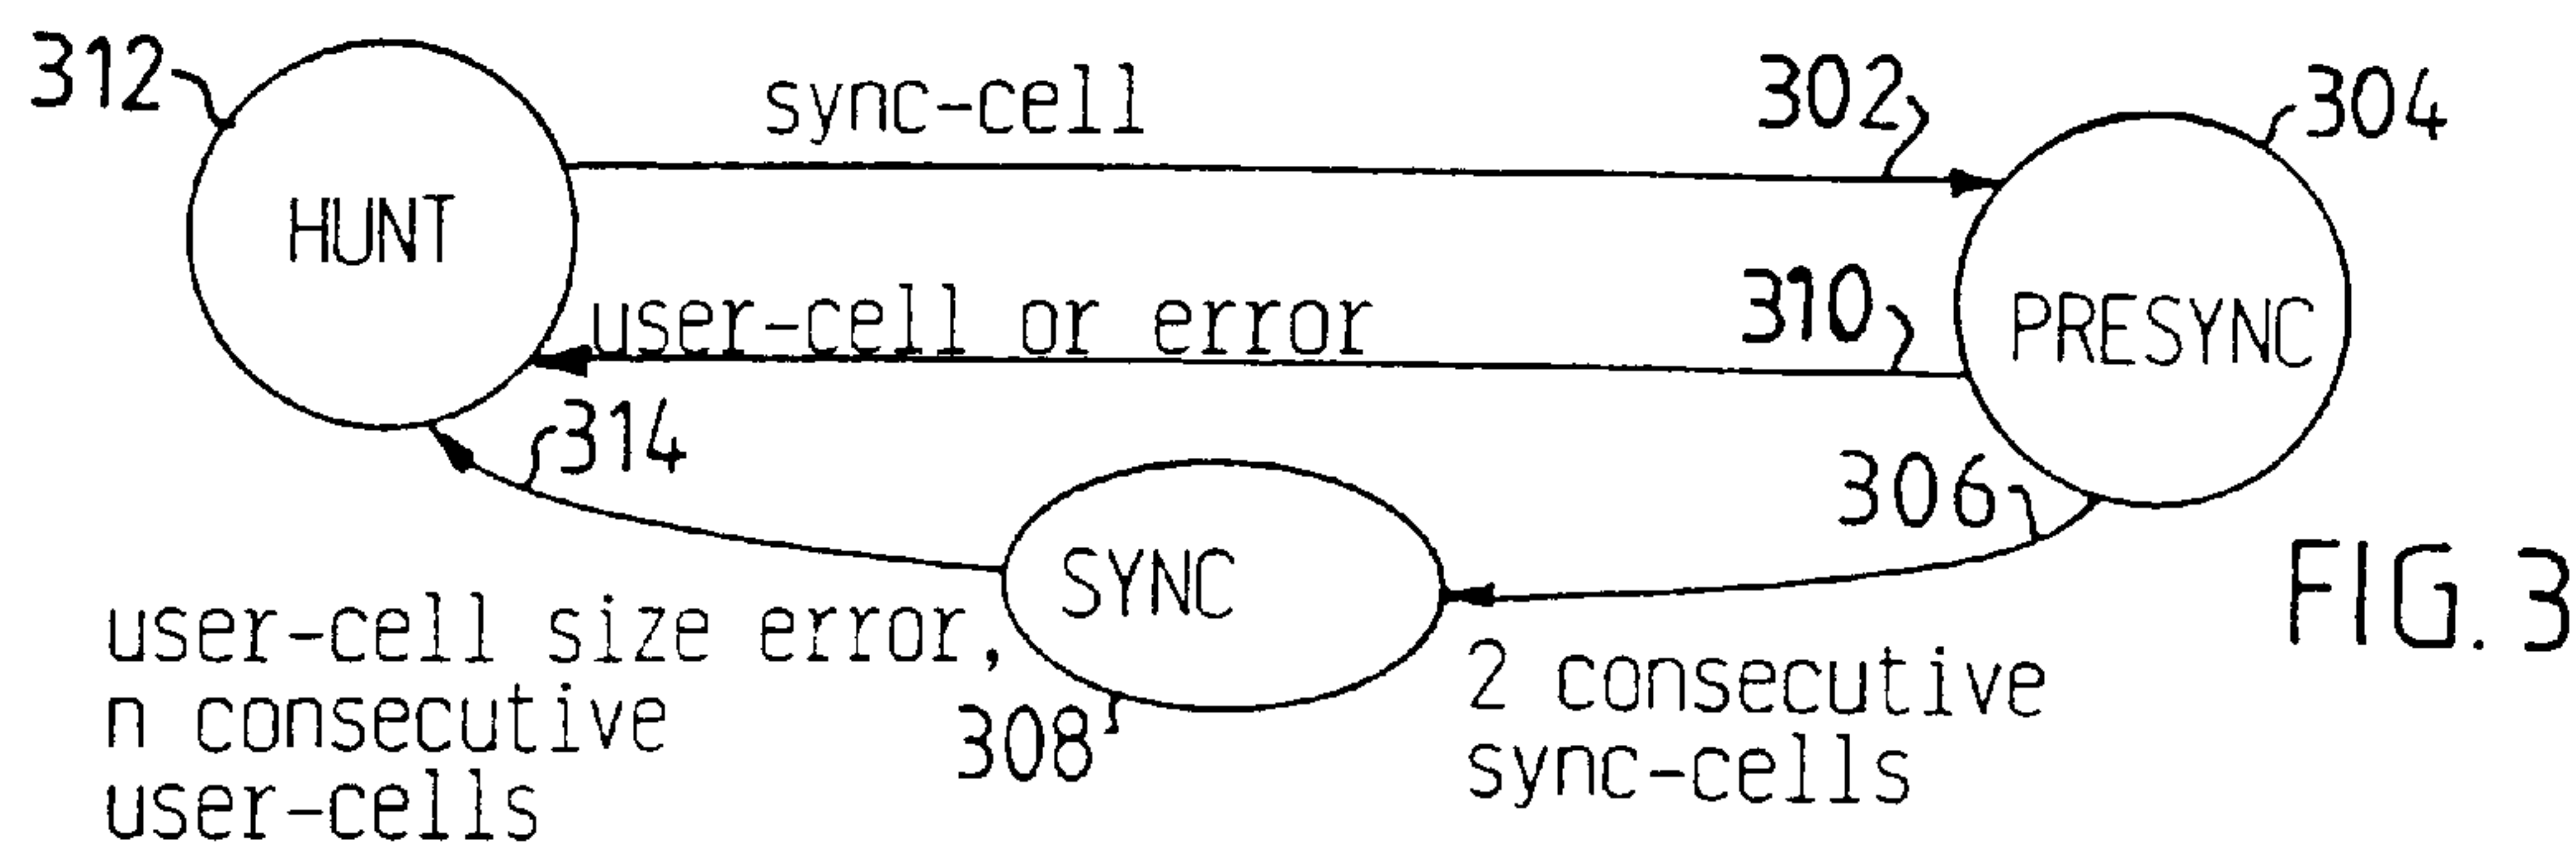 312
sync-cell
302
304
HUNT
user-cell or error
310
PRESYNC
314
306
SYNC
FIG. 3
user-cell size error,
n consecutive
user-cells
308
2 consecutive
sync-cells